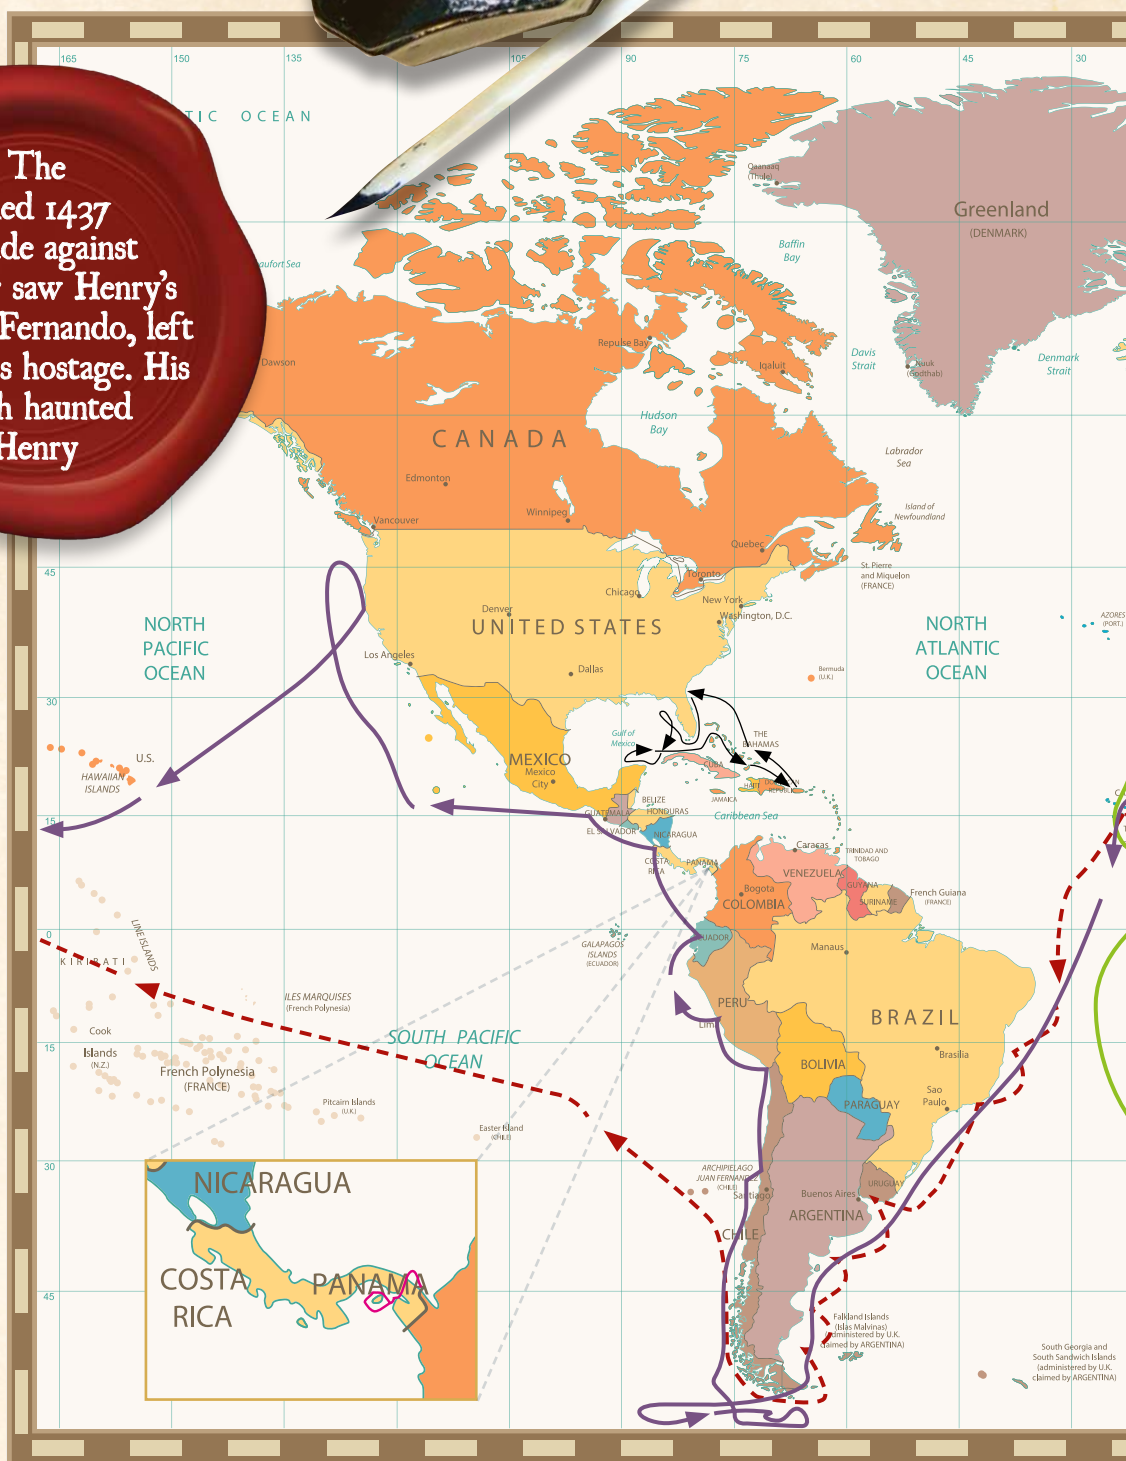 165
150
135
105
90
75
60
45
30
TIC OCEAN
The
ed 1437
de against
saw Henry's
Fernando, left
s hostage. His
h haunted
Henry
aufort Sea
Dawson
Qaanaaq
(Thule)
Greenland
(DENMARK)
Baffin
Bay
Repulse Bay
Iqaluit
Davis
Strait
Nuuk
(Godthab)
Denmark
Strait
Hudson
Bay
CANADA
Edmonton
Labrador
Sea
Winnipeg
Vancouver
Island of
Newfoundland
Quebec
Toronto
St. Pierre
and Miquelon
(FRANCE)
45
Chicago
New York
Denver
Washington, D.C.
UNITED STATES
NORTH
PACIFIC
OCEAN
NORTH
ATLANTIC
OCEAN
AZORES
(PORT.)
Los Angeles
Dallas
Bermuda
(U.K.)
30
Gulf of
Mexico
THE
BAHAMAS
U.S.
HAWAIIAN
ISLANDS
MEXICO
Mexico
City
CUBA
HAITI
JAMAICA
BELIZE
GUATEMALA
HONDURAS
Caribbean Sea
15
EL SALVADOR
NICARAGUA
COSTA
RICA
PANAMA
Caracas
TRINIDAD AND
TOBAGO
VENEZUELA
GUYANA
SURINAME
French Guiana
(FRANCE)
Bogota
COLOMBIA
0
LINE ISLANDS
KIRIBATI
GALAPAGOS
ISLANDS
(ECUADOR)
UADOR
Manaus
ILES MARQUISES
(French Polynesia)
PERU
Lim
BRAZIL
Cook
Islands
(N.Z.)
SOUTH PACIFIC
OCEAN
15
French Polynesia
(FRANCE)
BOLIVIA
Brasilia
Sao
Paulo
PARAGUAY
Pitcairn Islands
(U.K.)
Easter Island
(CHILE)
30
ARCHIPIELAGO
JUAN FERNANDEZ
(CHILE)
Santiago
URUGUAY
Buenos Aires
ARGENTINA
CHILE
NICARAGUA
COSTA
RICA
PANAMA
45
Falkland Islands
(Islas Malvinas)
(administered by U.K.
claimed by ARGENTINA)
South Georgia and
South Sandwich Islands
(administered by U.K.
claimed by ARGENTINA)